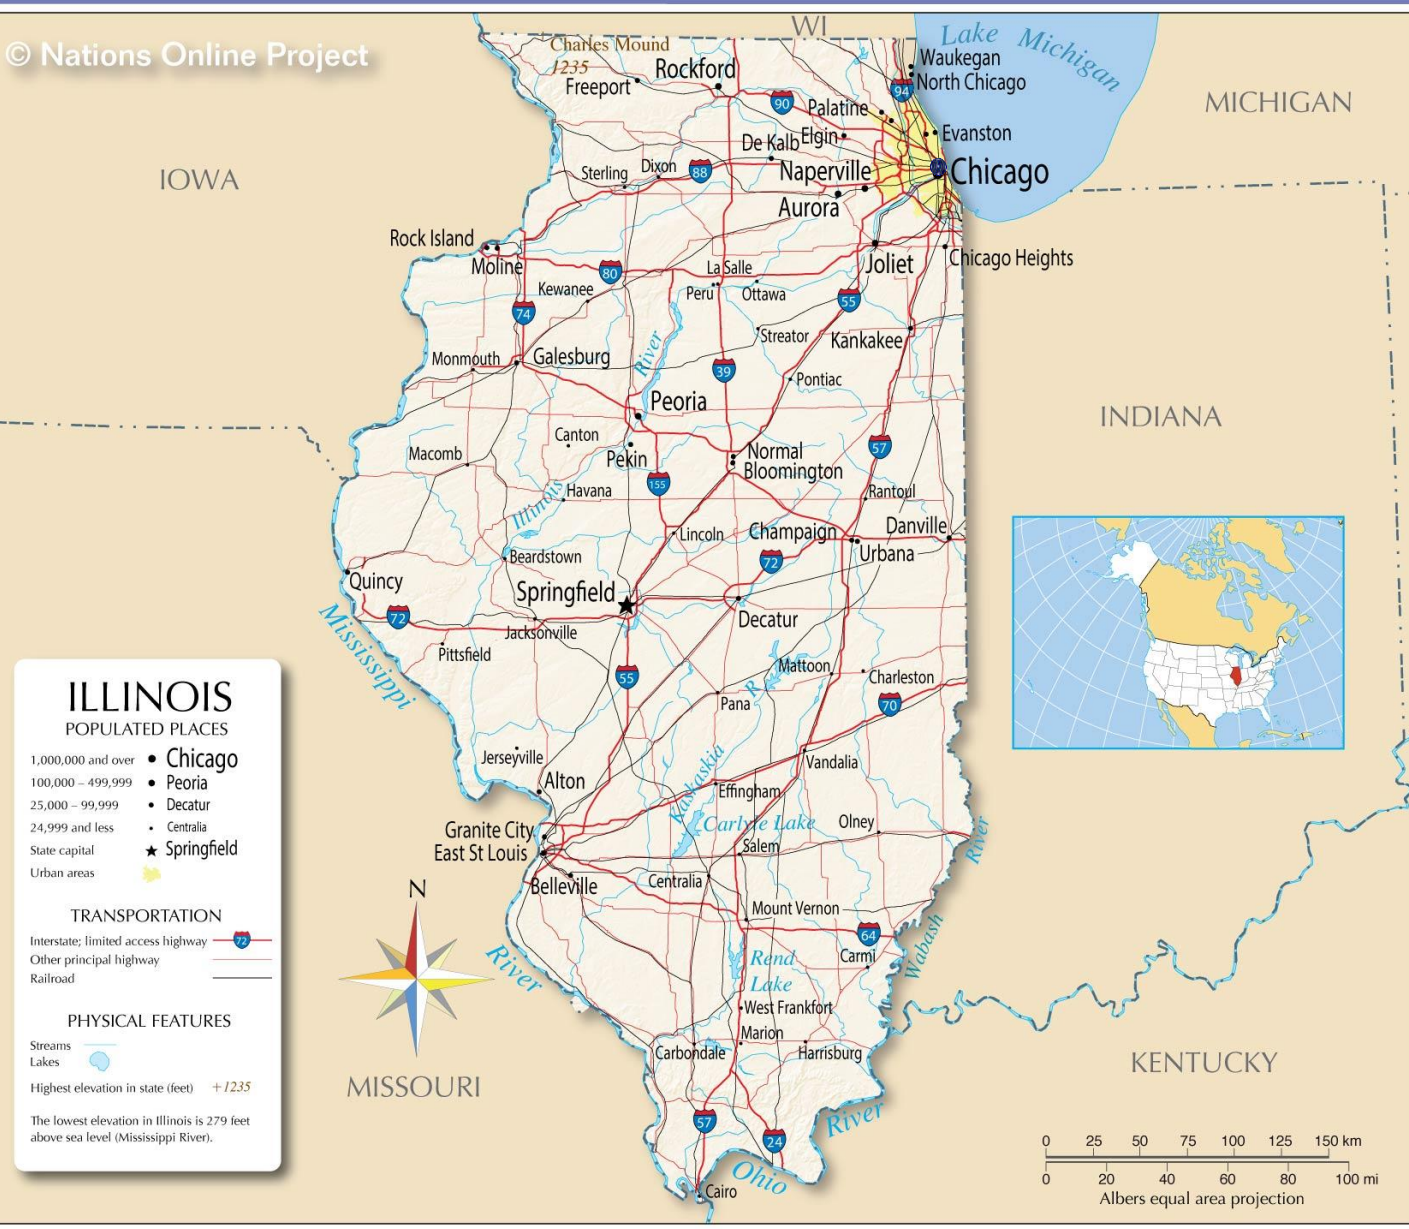 © Nations Online Project
WI
Lake Michigan
MICHIGAN
IOWA
INDIANA
KENTUCKY
MISSOURI
Charles Mound
1235
Rockford
Freeport
Waukegan
North Chicago
94
90
Palatine
Elgin
Evanston
De Kalb
Chicago
Naperville
Aurora
Sterling
Dixon
88
Rock Island
Moline
80
Kewanee
74
La Salle
Peru
Ottawa
Joliet
Chicago Heights
55
Streator
Kankakee
River
Monmouth
Galesburg
39
Pontiac
Peoria
Canton
Pekin
Macomb
Normal
Bloomington
57
155
Havana
Illinois
Rantoul
Lincoln
Champaign
Urbana
Danville
72
Beardstown
Quincy
Springfield
Decatur
72
Jacksonville
Pittsfield
Mississippi
55
Mattoon
Charleston
R
Pana
70
Jerseyville
Alton
Vandalia
Kaskaskia
Effingham
Carlyle Lake
Olney
River
Granite City
East St Louis
Salem
Belleville
Centralia
Mount Vernon
64
Wabash
Carmi
River
Rend
Lake
West Frankfort
Marion
Carbondale
Harrisburg
57
24
River
Ohio
Cairo
N
ILLINOIS
POPULATED PLACES
1,000,000 and over Chicago
100,000 – 499,999 Peoria
25,000 – 99,999 Decatur
24,999 and less Centralia
State capital Springfield
Urban areas
TRANSPORTATION
Interstate; limited access highway 72
Other principal highway
Railroad
PHYSICAL FEATURES
Streams
Lakes
Highest elevation in state (feet) +1235
The lowest elevation in Illinois is 279 feet
above sea level (Mississippi River).
0 25 50 75 100 125 150 km
0 20 40 60 80 100 mi
Albers equal area projection